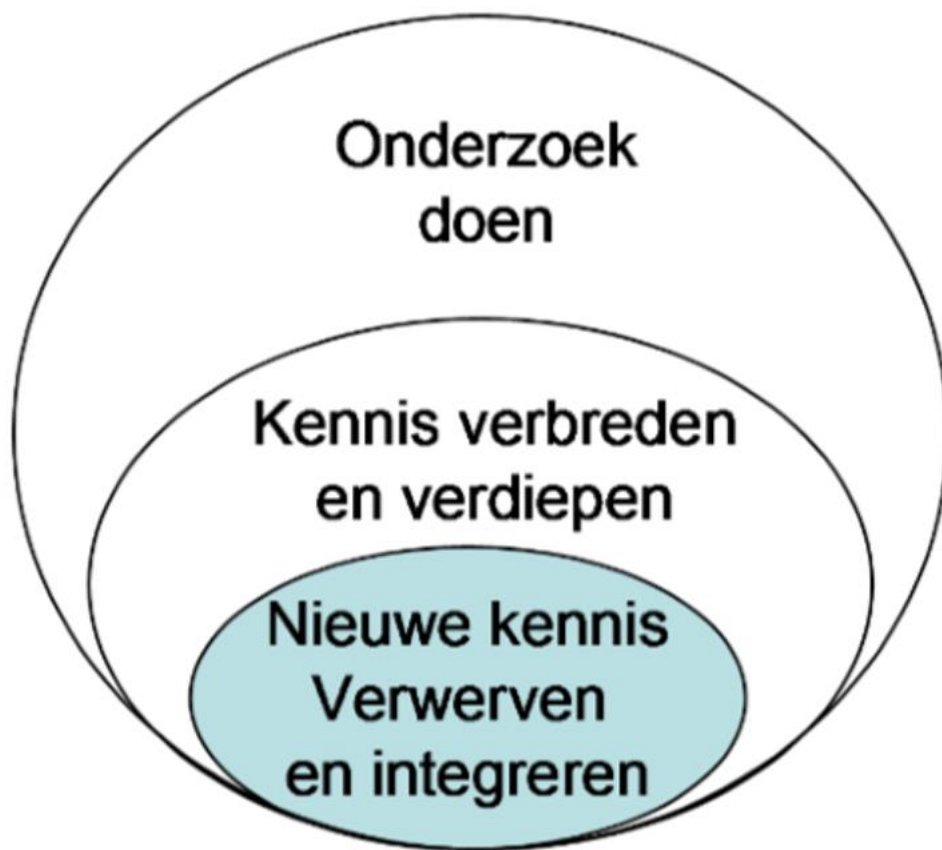 Onderzoek
doen
Kennis verbreden
en verdiepen
Nieuwe kennis
Verwerven
en integreren